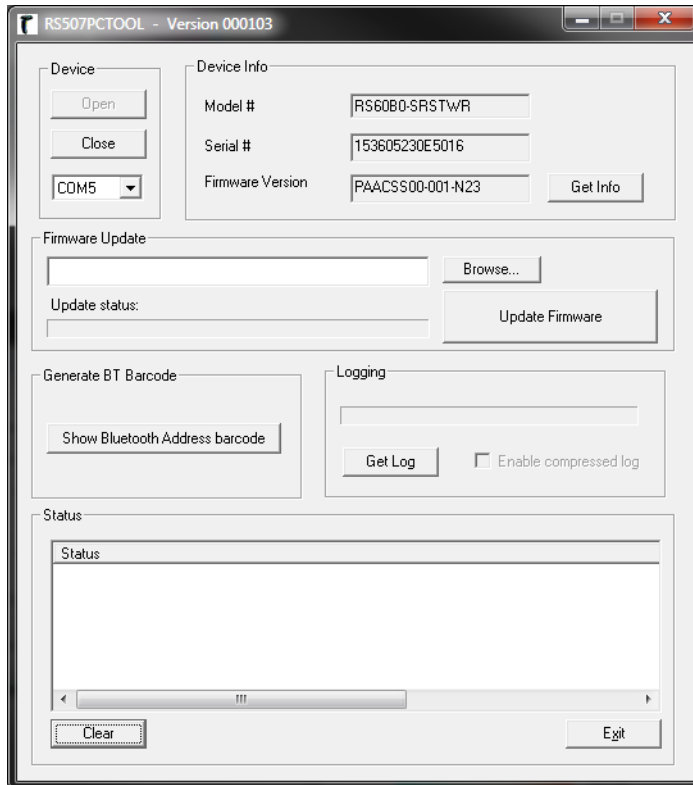 RS507PCTOOL - Version 000103
Device
Open
Close
COM5
Device Info
Model #
RS60B0-SRSTWR
Serial #
153605230E5016
Firmware Version
PAACSS00-001-N23
Get Info
Firmware Update
Browse...
Update status:
Update Firmware
Generate BT Barcode
Show Bluetooth Address barcode
Logging
Get Log
Enable compressed log
Status
Status
Clear
Exit